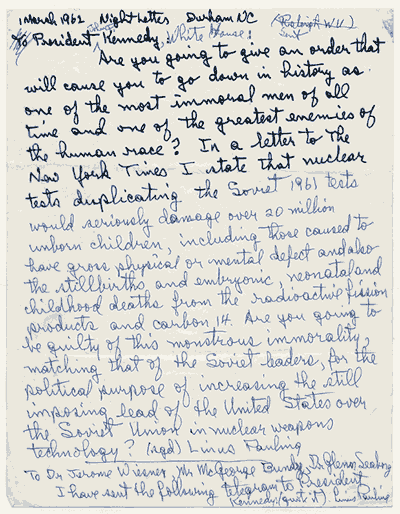 1 March 1962 Night Letter Durham NC (Raleigh W U)
Sent
To President John Kennedy, White House:
Are you going to give an order that
will cause you to go down in history as
one of the most immoral men of all
time and one of the greatest enemies of
the human race? In a letter to the
New York Times I state that nuclear
tests duplicating the Soviet 1961 tests
would seriously damage over 20 million
unborn children, including those caused to
have gross physical or mental defect and also
the stillbirths and embryonic, neonatal and
childhood deaths from the radioactive fission
products and carbon 14. Are you going to
be guilty of this monstrous immorality,
matching that of the Soviet leaders, for the
political purpose of increasing the still
imposing lead of the United States over
the Soviet Union in nuclear weapons
technology? (sgd) Linus Pauling
To Dr Jerome Wiesner, Mr McGeorge Bundy, Dr Glenn Seaborg
I have sent the following telegram to President
Kennedy: (quote it). Linus Pauling